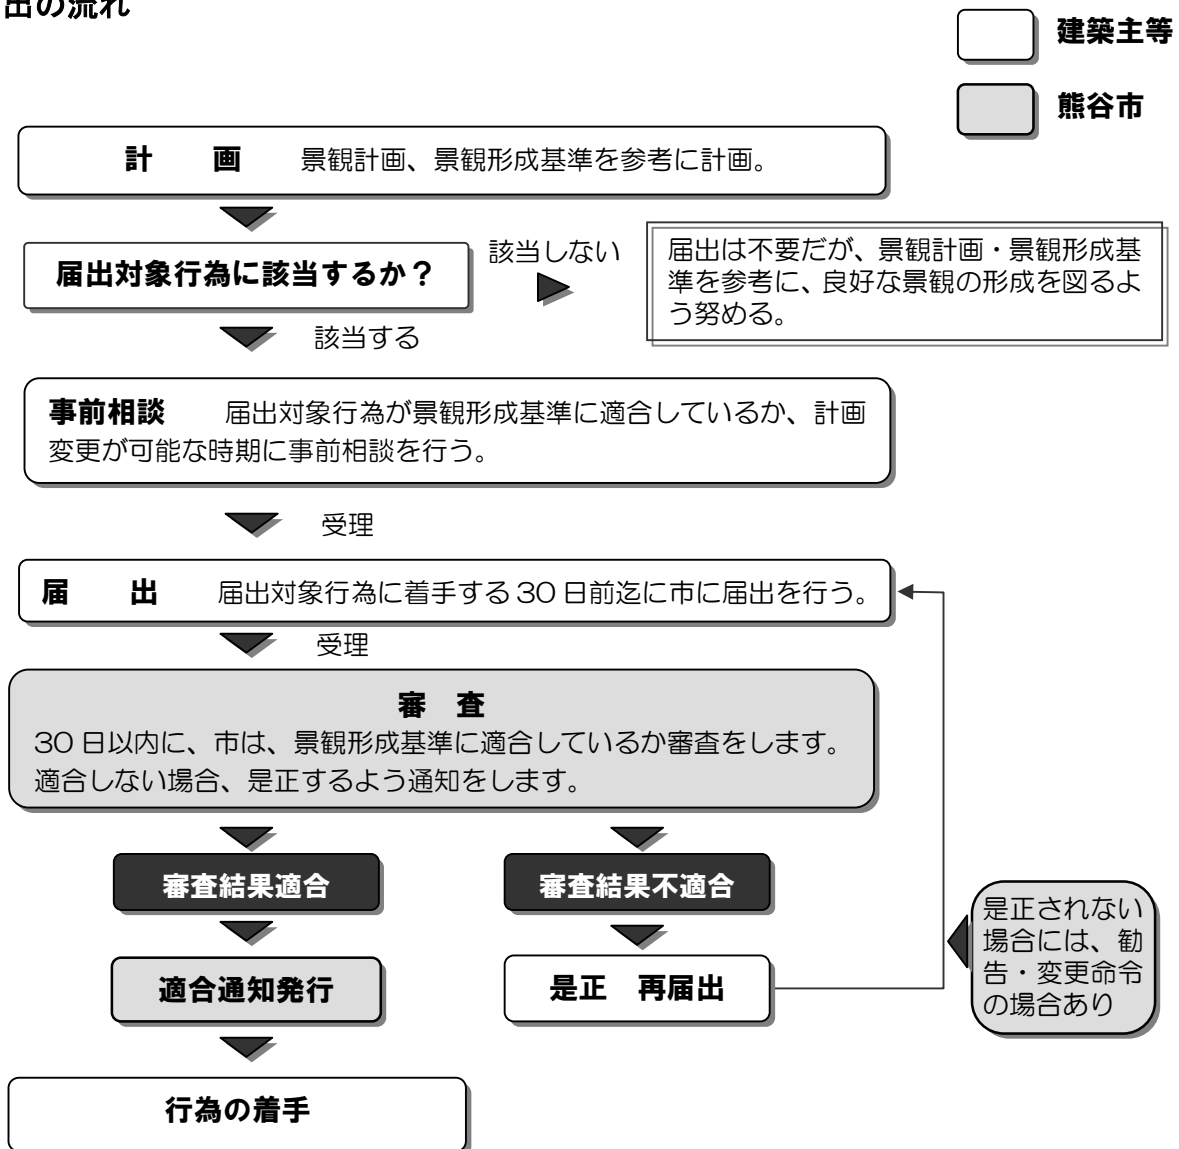 出の流れ
建築主等
熊谷市
計　画　景観計画、景観形成基準を参考に計画。
届出対象行為に該当するか？
該当しない
届出は不要だが、景観計画・景観形成基
準を参考に、良好な景観の形成を図るよ
う努める。
該当する
事前相談　届出対象行為が景観形成基準に適合しているか、計画
変更が可能な時期に事前相談を行う。
受理
届　出　届出対象行為に着手する 30 日前迄に市に届出を行う。
受理
審　査
30 日以内に、市は、景観形成基準に適合しているか審査をします。
適合しない場合、是正するよう通知をします。
審査結果適合
審査結果不適合
是正されない
場合には、勧
告・変更命令
の場合あり
適合通知発行
是正　再届出
行為の着手